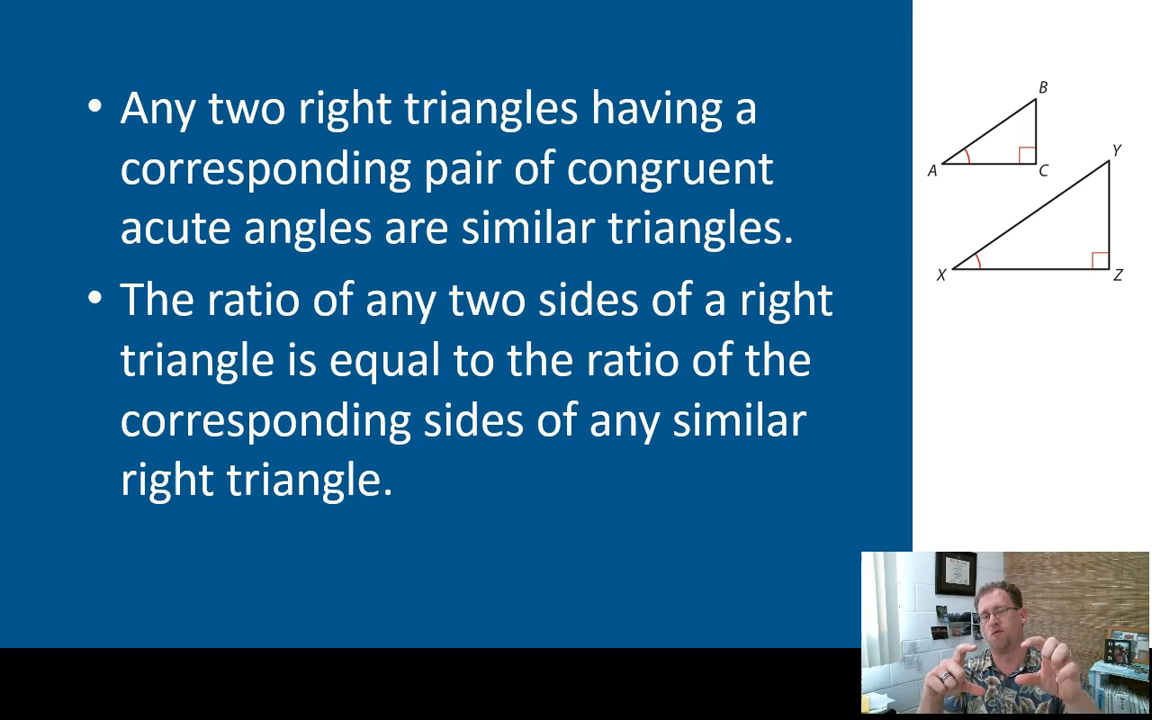 • Any two right triangles having a
corresponding pair of congruent
acute angles are similar triangles.
• The ratio of any two sides of a right
triangle is equal to the ratio of the
corresponding sides of any similar
right triangle.
B
A
C
Y
X
Z